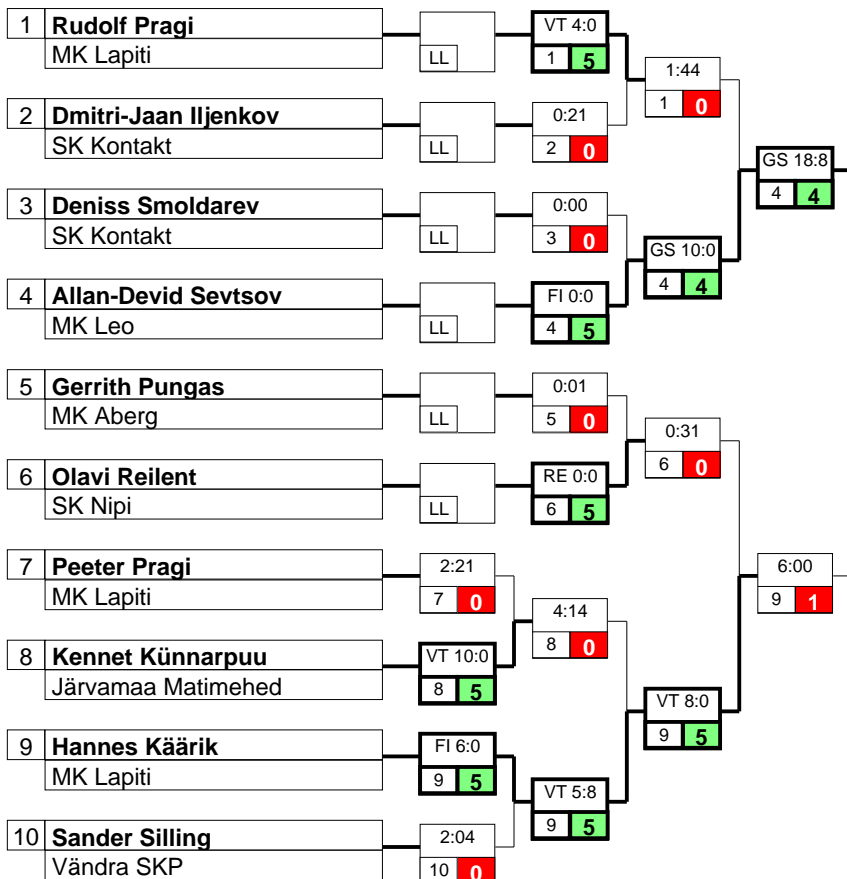 1 Rudolf Pragi VT 4:0
MK Lapiti LL 1 5 1:44
1 0
2 Dmitri-Jaan Iljenkov 0:21
SK Kontakt LL 2 0
GS 18:8
4 4
3 Deniss Smoldarev 0:00
SK Kontakt LL 3 0
GS 10:0
4 4
4 Allan-Devid Sevtsov FI 0:0
MK Leo LL 4 5
5 Gerrith Pungas 0:01
MK Aberg LL 5 0
0:31
6 0
6 Olavi Reilent RE 0:0
SK Nipi LL 6 5
7 Peeter Pragi 2:21 6:00
MK Lapiti 7 0 9 1
4:14
8 0
8 Kennet Künnarpuu VT 10:0
Järvamaa Matimehed 8 5
VT 8:0
9 5
9 Hannes Käärik FI 6:0
MK Lapiti 9 5
VT 5:8
9 5
10 Sander Silling 2:04
Vändra SKP 10 0